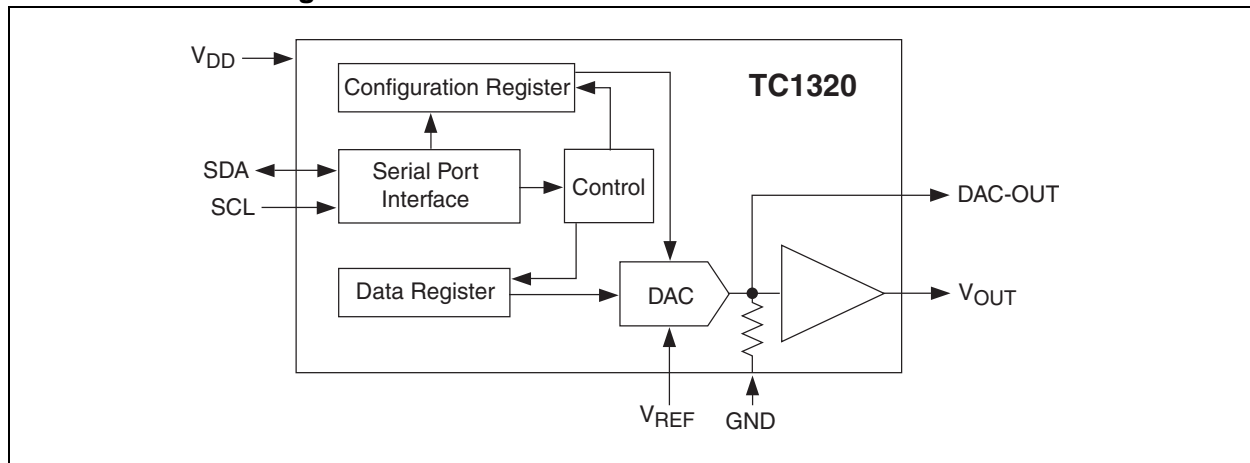 VDD
TC1320
Configuration Register
SDA
SCL
Serial Port
Interface
Control
DAC-OUT
Data Register
DAC
VOUT
VREF
GND